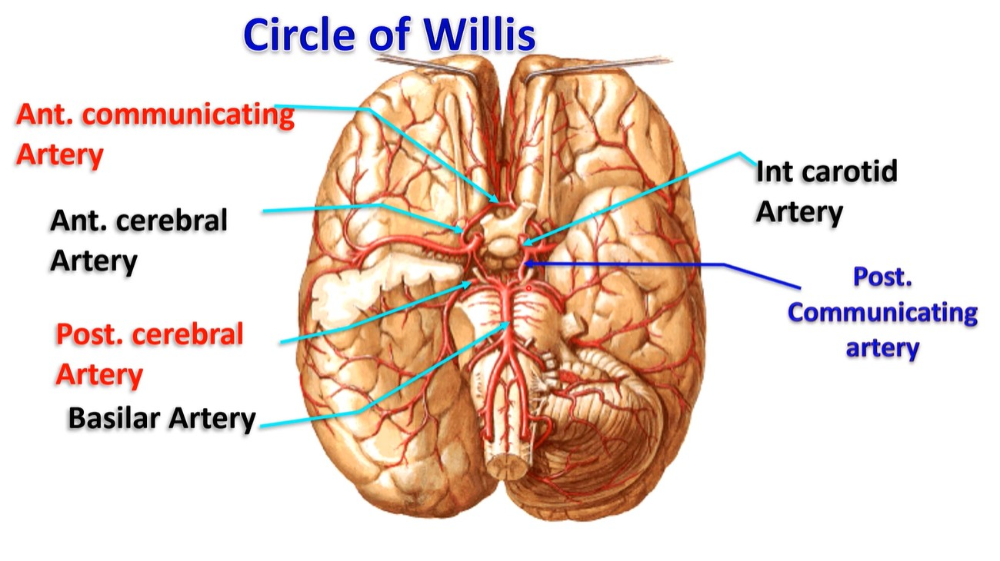 Circle of Willis
Ant. communicating
Artery
Ant. cerebral
Artery
Post. cerebral
Artery
Basilar Artery
Int carotid
Artery
Post.
Communicating
artery